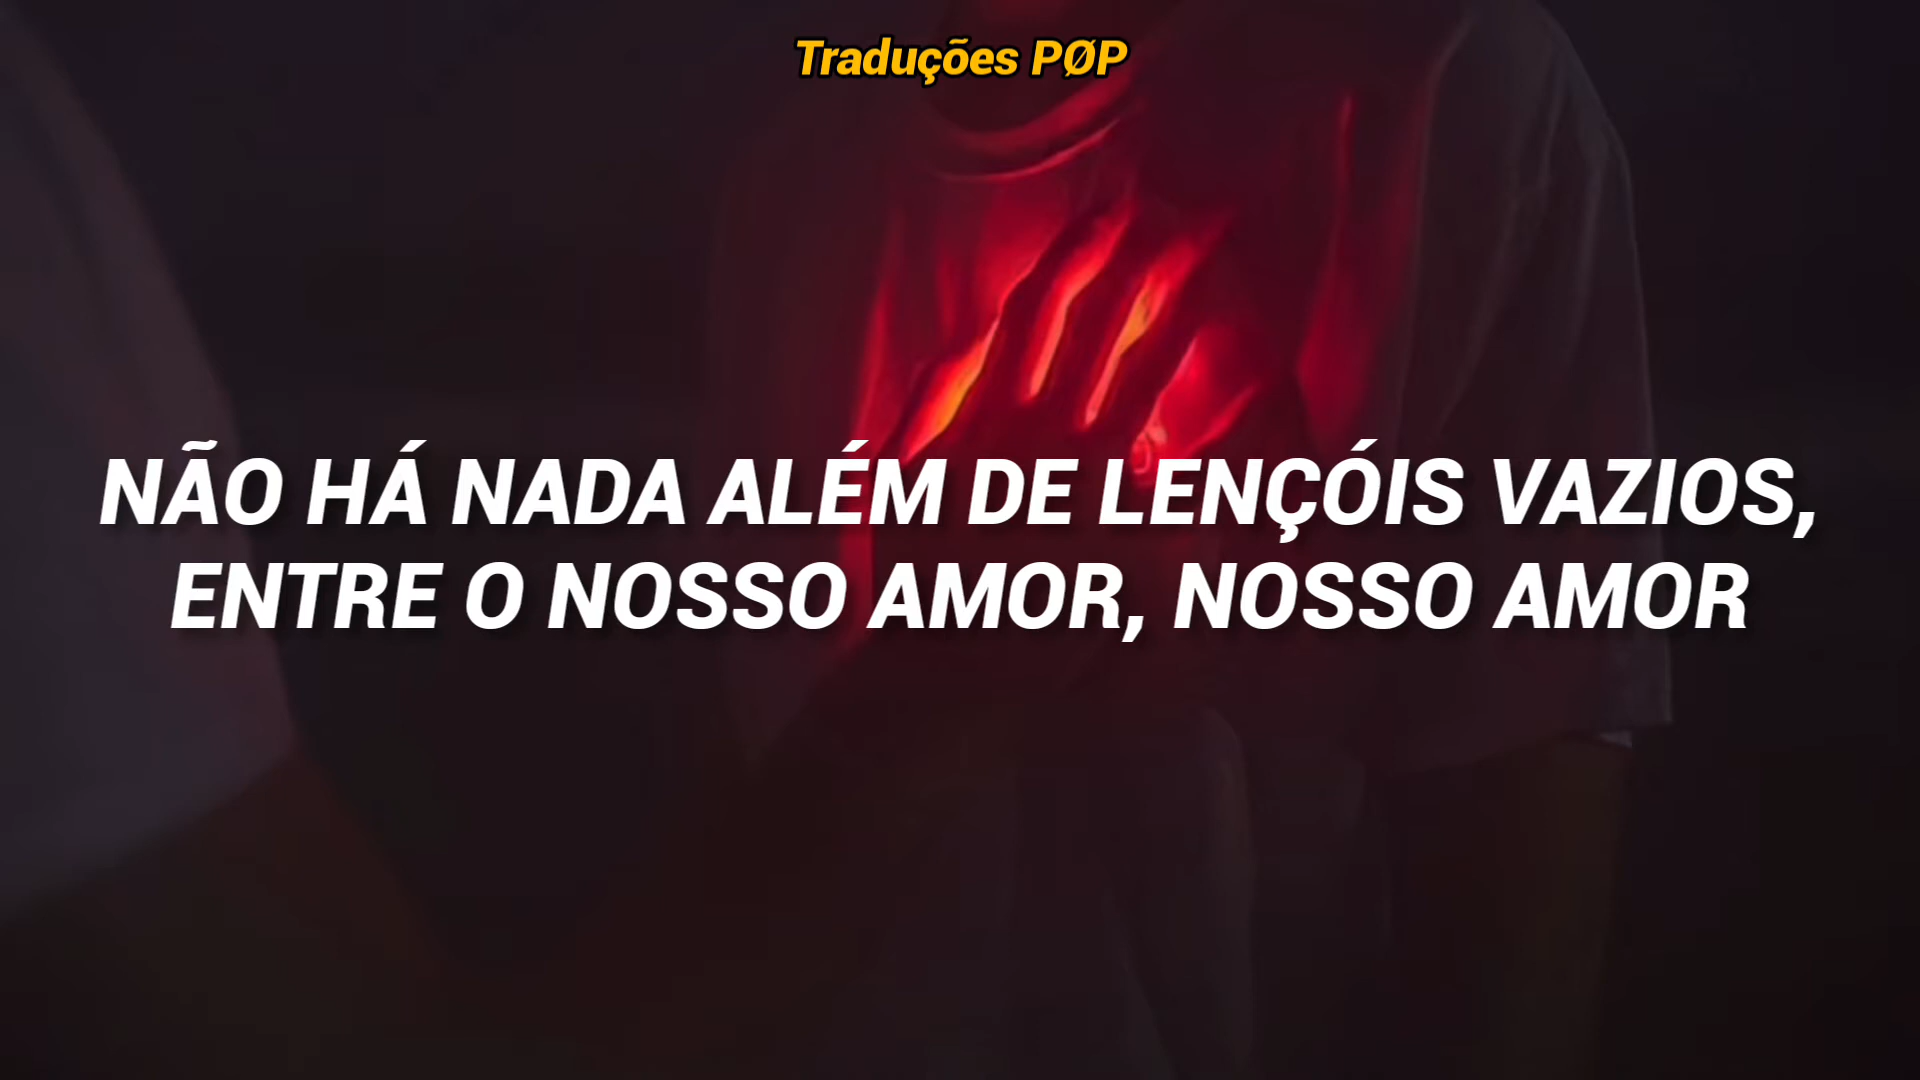 Traduções PØP
NÃO HÁ NADA ALÉM DE LENÇÓIS VAZIOS,
ENTRE O NOSSO AMOR, NOSSO AMOR